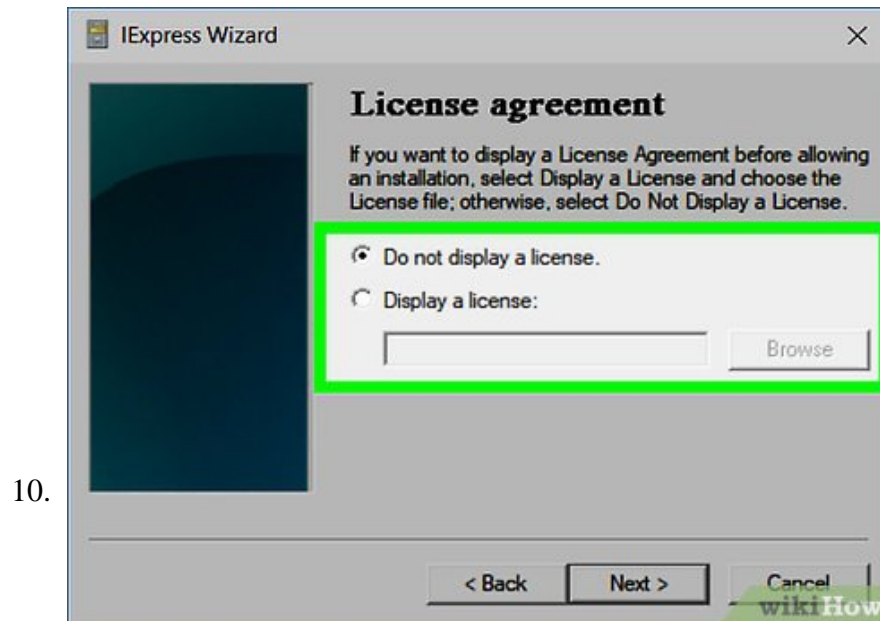 IExpress Wizard
License agreement
If you want to display a License Agreement before allowing
an installation, select Display a License and choose the
License file; otherwise, select Do Not Display a License.
Do not display a license.
Display a license:
Browse
10.
< Back Next > Cancel
wikiHow